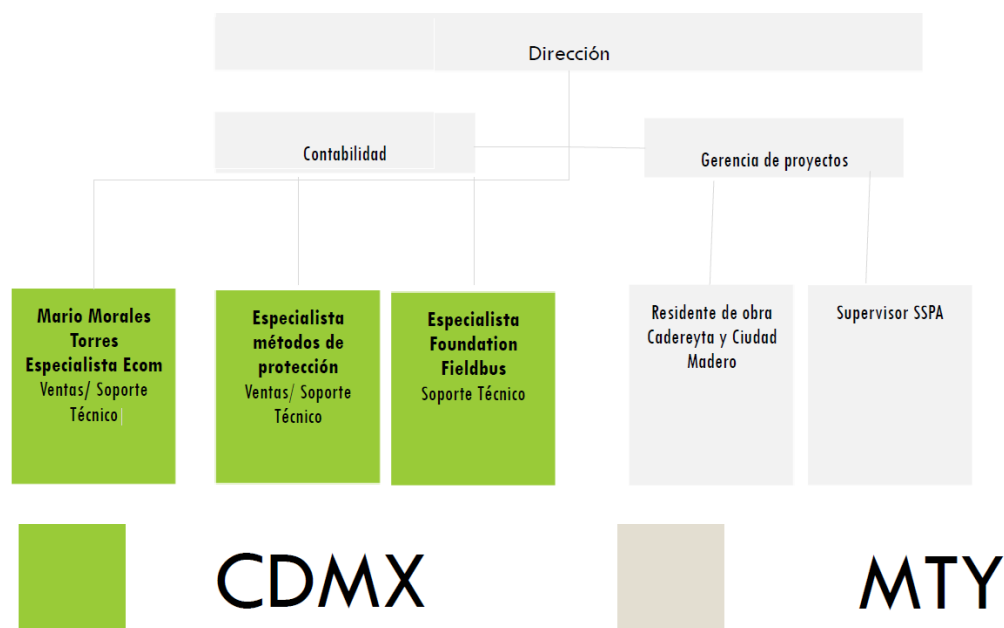 Dirección
Contabilidad
Gerencia de proyectos
Mario Morales
Torres
Especialista Ecom
Ventas/ Soporte
Técnico
Especialista
métodos de
protección
Ventas/ Soporte
Técnico
Especialista
Foundation
Fieldbus
Soporte Técnico
Residente de obra
Cadereyta y Ciudad
Madero
Supervisor SSPA
CDMX
MTY